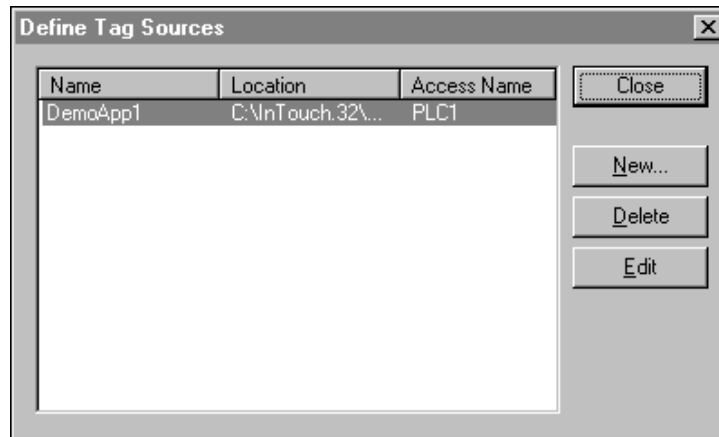 Define Tag Sources
Name Location Access Name
DemoApp1 C:\InTouch.32\... PLC1
Close
New...
Delete
Edit